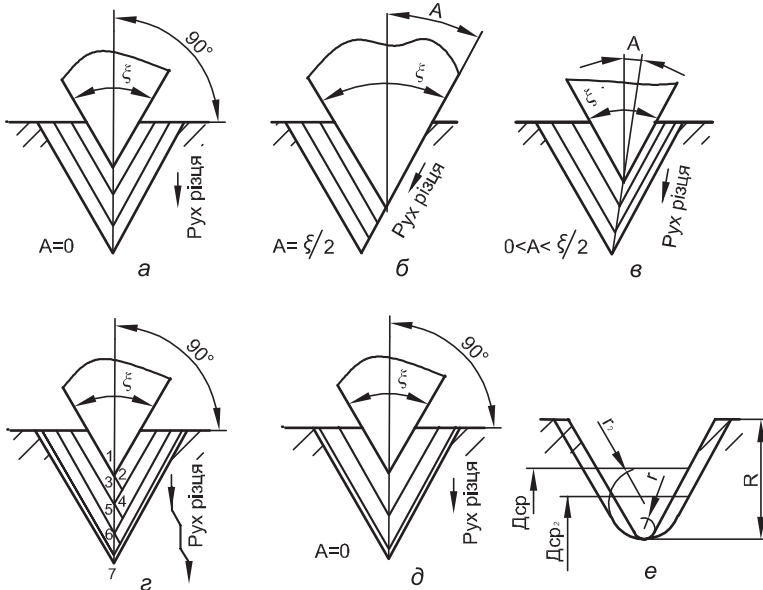 90°
ξ
Рух різця
A=0
а
A
ξ
Рух різця
A= ξ/2
б
A
ξ
Рух різця
0<A< ξ/2
в
90°
ξ
1
2
3
4
5
6
7
Рух різця
г
90°
ξ
Рух різця
A=0
д
r₂
r
R
Дср
Дср₂
е